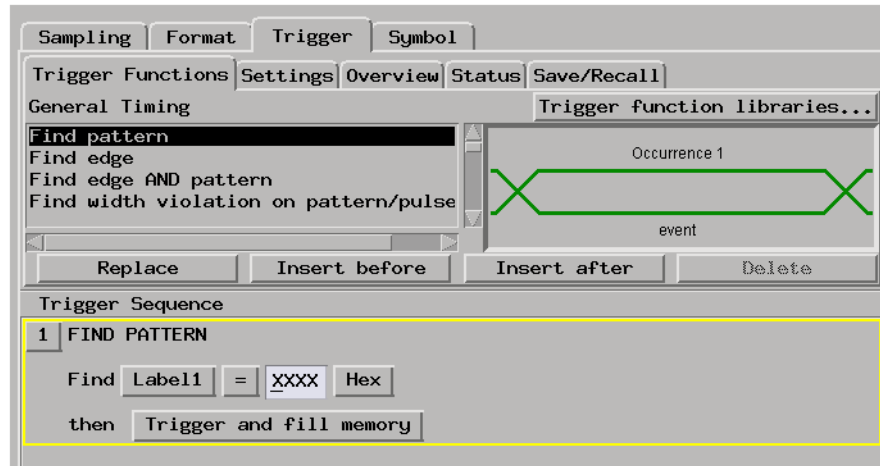 Sampling Format Trigger Symbol
Trigger Functions Settings Overview Status Save/Recall
General Timing Trigger function libraries...
Find pattern
Find edge
Find edge AND pattern
Find width violation on pattern/pulse
Occurrence 1
event
Replace Insert before Insert after Delete
Trigger Sequence
1 FIND PATTERN
Find Label1 = XXXX Hex
then Trigger and fill memory